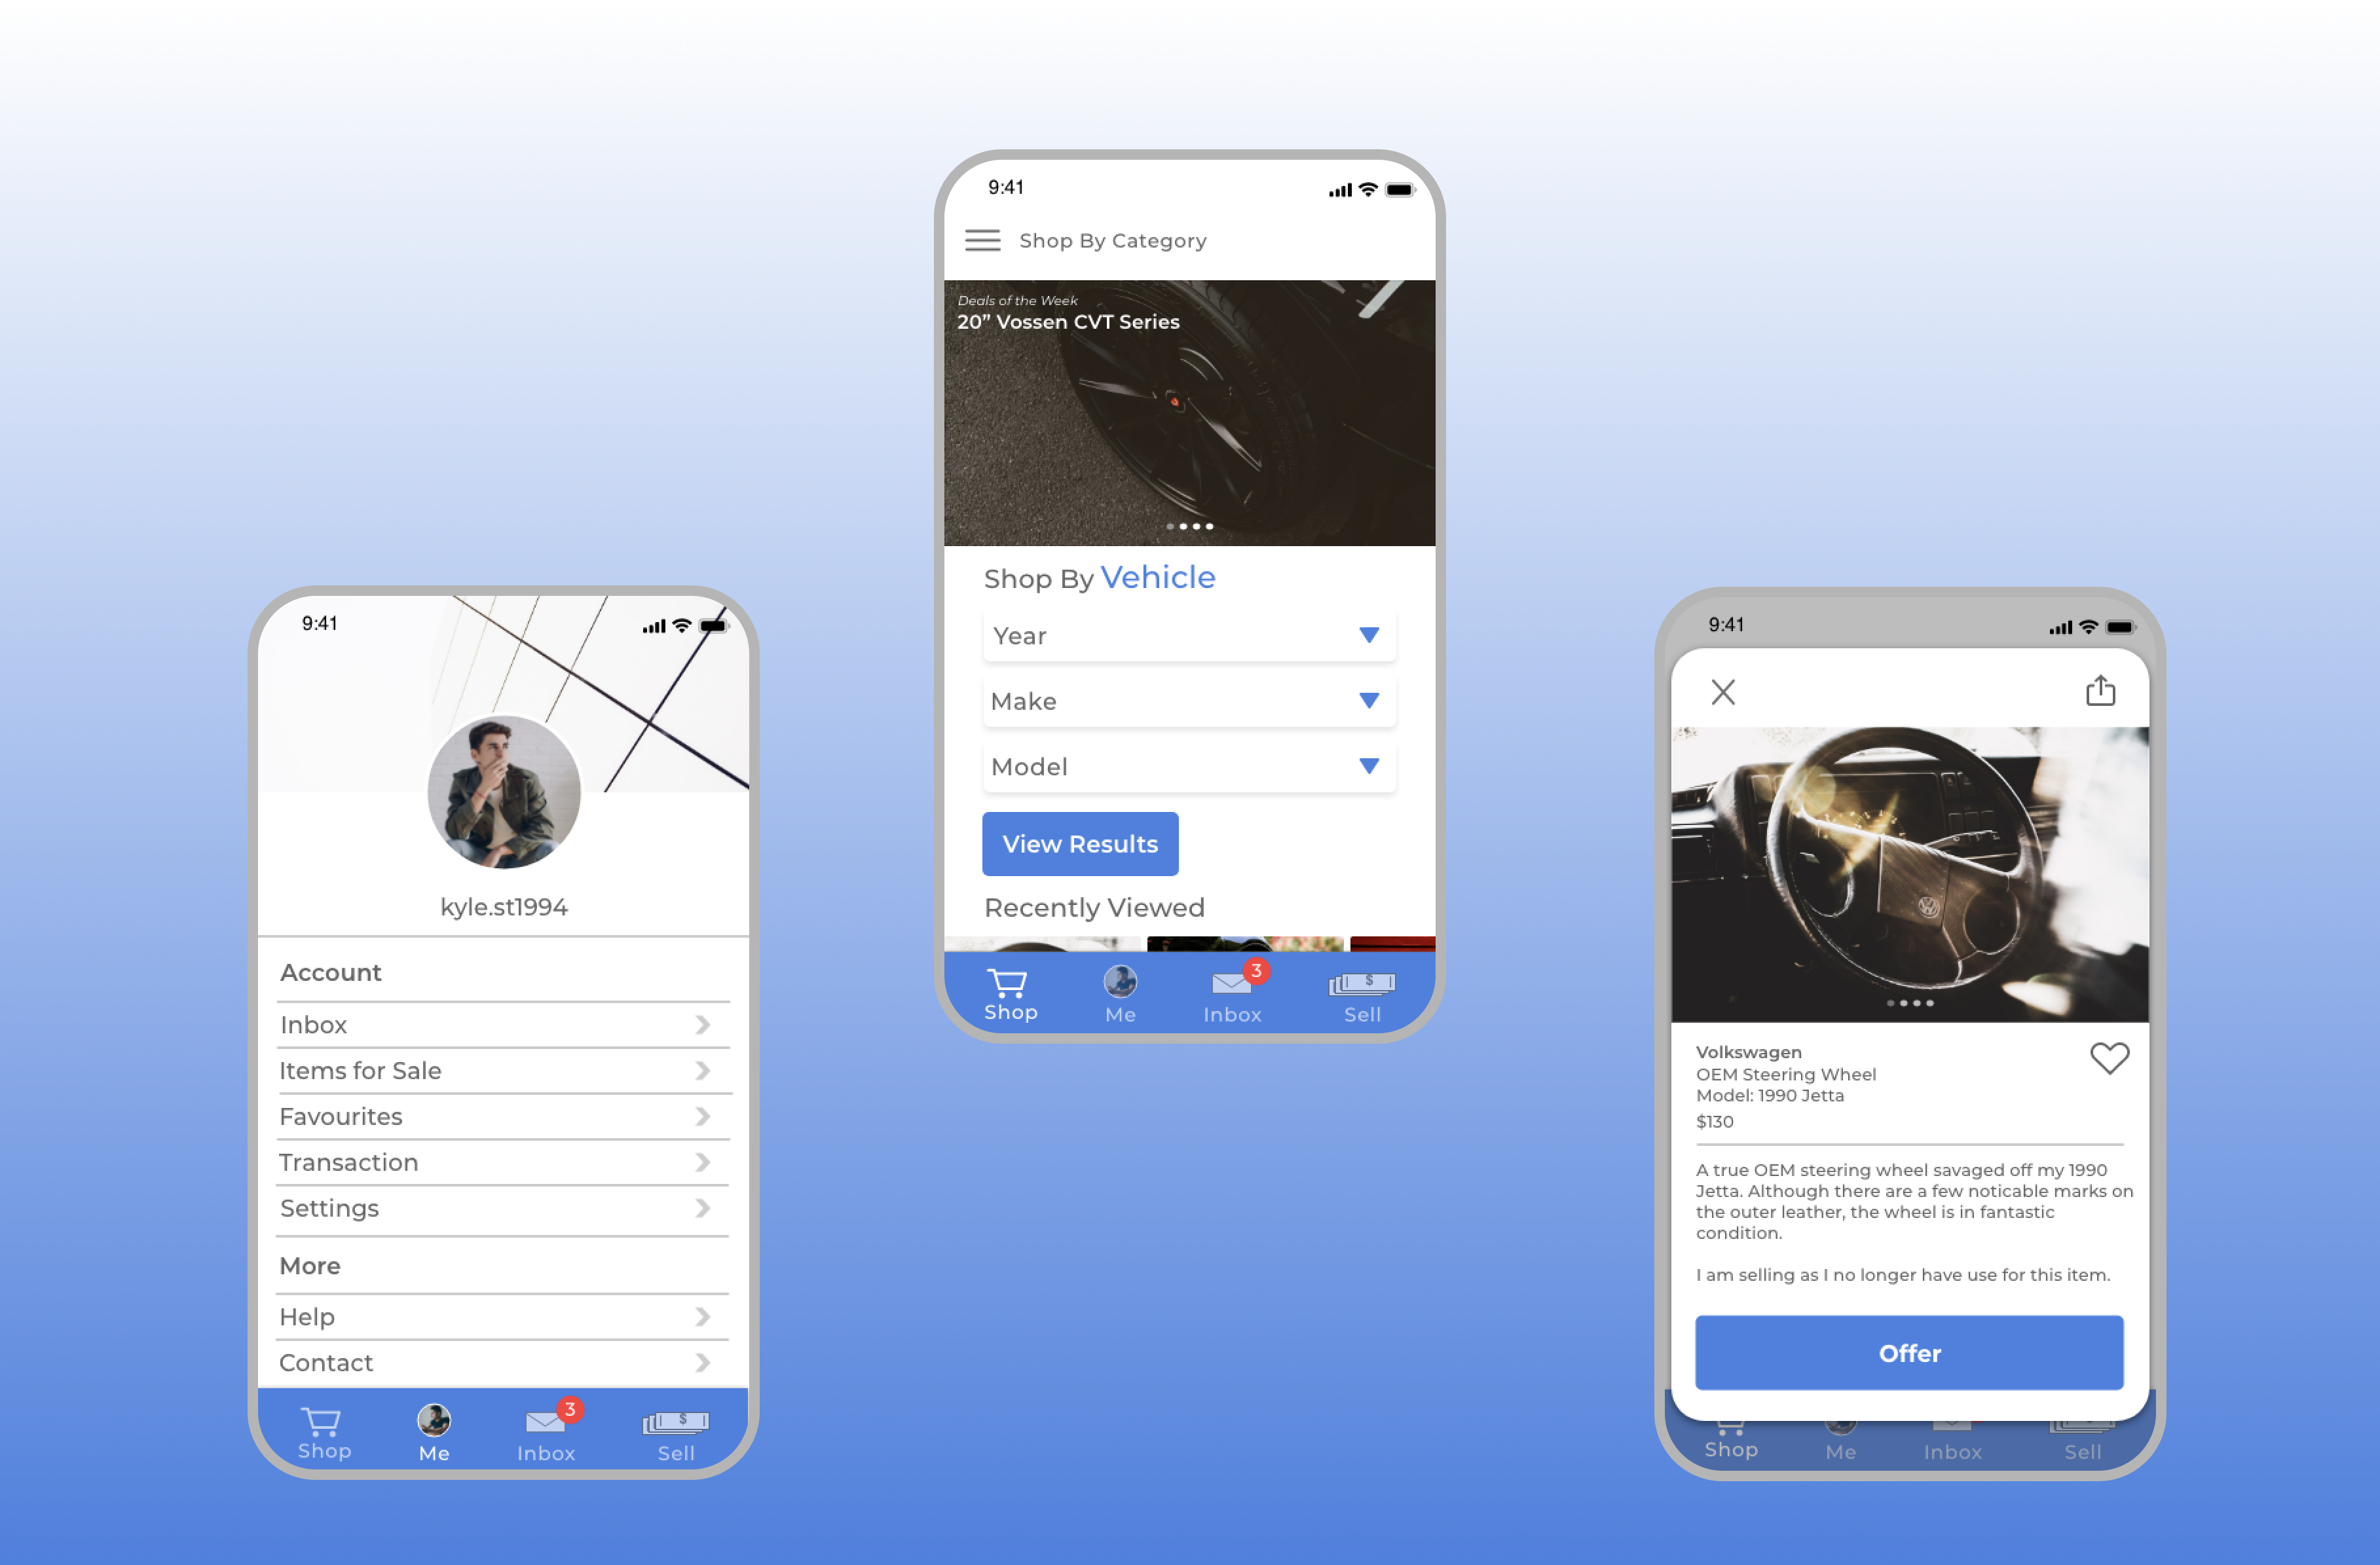 9:41
kyle.st1994
Account
Inbox
Items for Sale
Favourites
Transaction
Settings
More
Help
Contact
3
$
Shop
Me
Inbox
Sell
9:41
Shop By Category
Deals of the Week
20” Vossen CVT Series
Shop By Vehicle
Year
Make
Model
View Results
Recently Viewed
3
$
Shop
Me
Inbox
Sell
9:41
Volkswagen
OEM Steering Wheel
Model: 1990 Jetta
$130
A true OEM steering wheel savaged off my 1990
Jetta. Although there are a few noticable marks on
the outer leather, the wheel is in fantastic
condition.
I am selling as I no longer have use for this item.
Offer
Shop
Me
Inbox
Sell